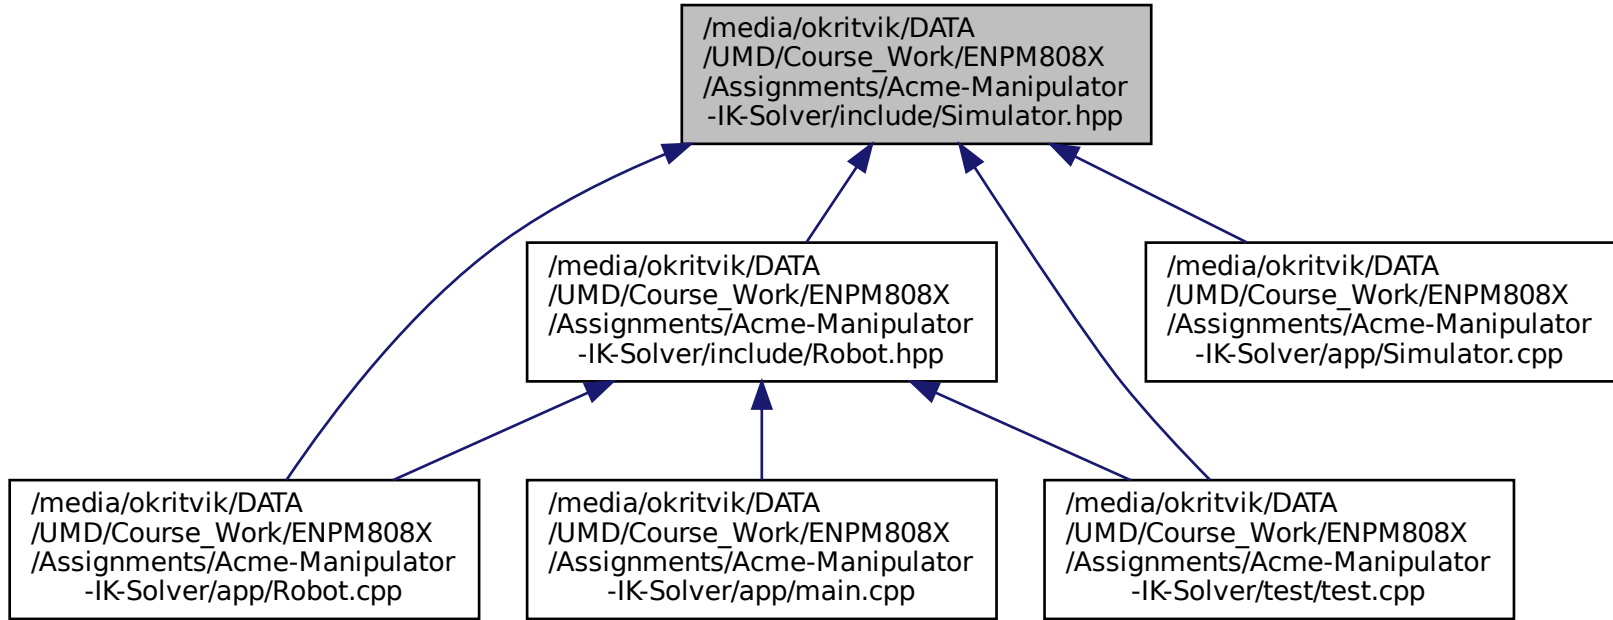 /media/okritvik/DATA
/UMD/Course_Work/ENPM808X
/Assignments/Acme-Manipulator
-IK-Solver/include/Simulator.hpp
/media/okritvik/DATA
/UMD/Course_Work/ENPM808X
/Assignments/Acme-Manipulator
-IK-Solver/include/Robot.hpp
/media/okritvik/DATA
/UMD/Course_Work/ENPM808X
/Assignments/Acme-Manipulator
-IK-Solver/app/Simulator.cpp
/media/okritvik/DATA
/UMD/Course_Work/ENPM808X
/Assignments/Acme-Manipulator
-IK-Solver/app/Robot.cpp
/media/okritvik/DATA
/UMD/Course_Work/ENPM808X
/Assignments/Acme-Manipulator
-IK-Solver/app/main.cpp
/media/okritvik/DATA
/UMD/Course_Work/ENPM808X
/Assignments/Acme-Manipulator
-IK-Solver/test/test.cpp